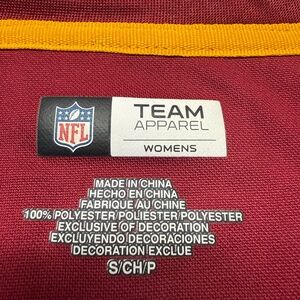 NFL
TEAM
APPAREL
WOMENS
MADE IN CHINA
HECHO EN CHINA
FABRIQUE AU CHINE
100% POLYESTER POLIESTER POLYESTER
EXCLUSIVE OF DECORATION
EXCLUYENDO DECORACIONES
DECORATION EXCLUE
S/CH/P